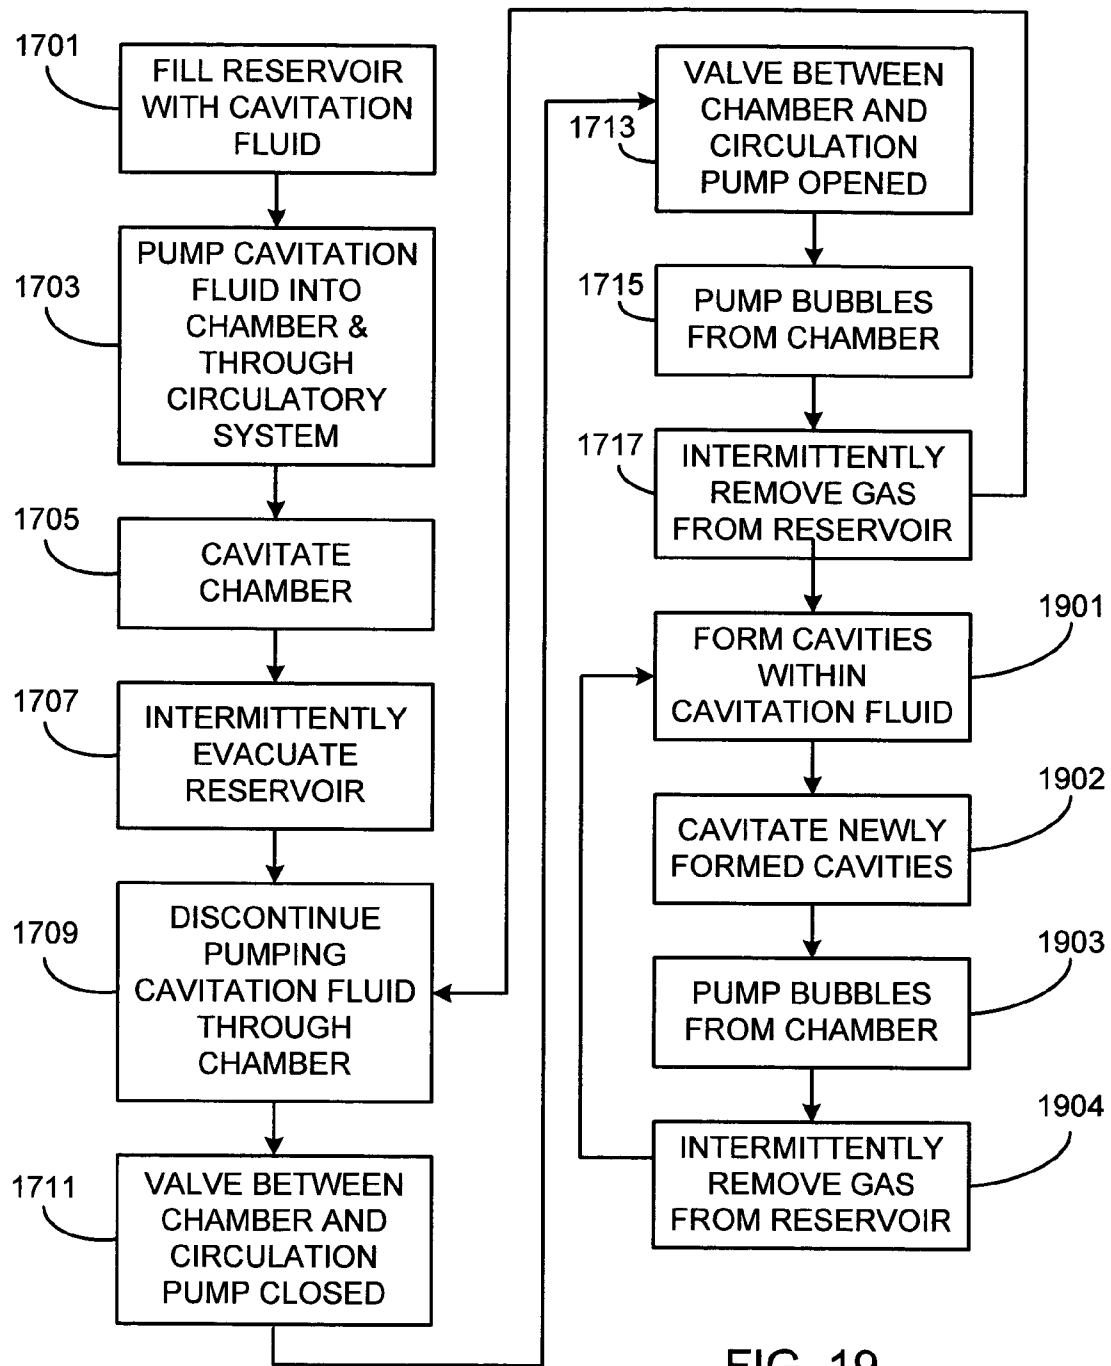 1701
FILL RESERVOIR
WITH CAVITATION
FLUID
1703
PUMP CAVITATION
FLUID INTO
CHAMBER &
THROUGH
CIRCULATORY
SYSTEM
1705
CAVITATE
CHAMBER
1707
INTERMITTENTLY
EVACUATE
RESERVOIR
1709
DISCONTINUE
PUMPING
CAVITATION FLUID
THROUGH
CHAMBER
1711
VALVE BETWEEN
CHAMBER AND
CIRCULATION
PUMP CLOSED
1713
VALVE BETWEEN
CHAMBER AND
CIRCULATION
PUMP OPENED
1715
PUMP BUBBLES
FROM CHAMBER
1717
INTERMITTENTLY
REMOVE GAS
FROM RESERVOIR
1901
FORM CAVITIES
WITHIN
CAVITATION FLUID
1902
CAVITATE NEWLY
FORMED CAVITIES
1903
PUMP BUBBLES
FROM CHAMBER
1904
INTERMITTENTLY
REMOVE GAS
FROM RESERVOIR
FIG. 19